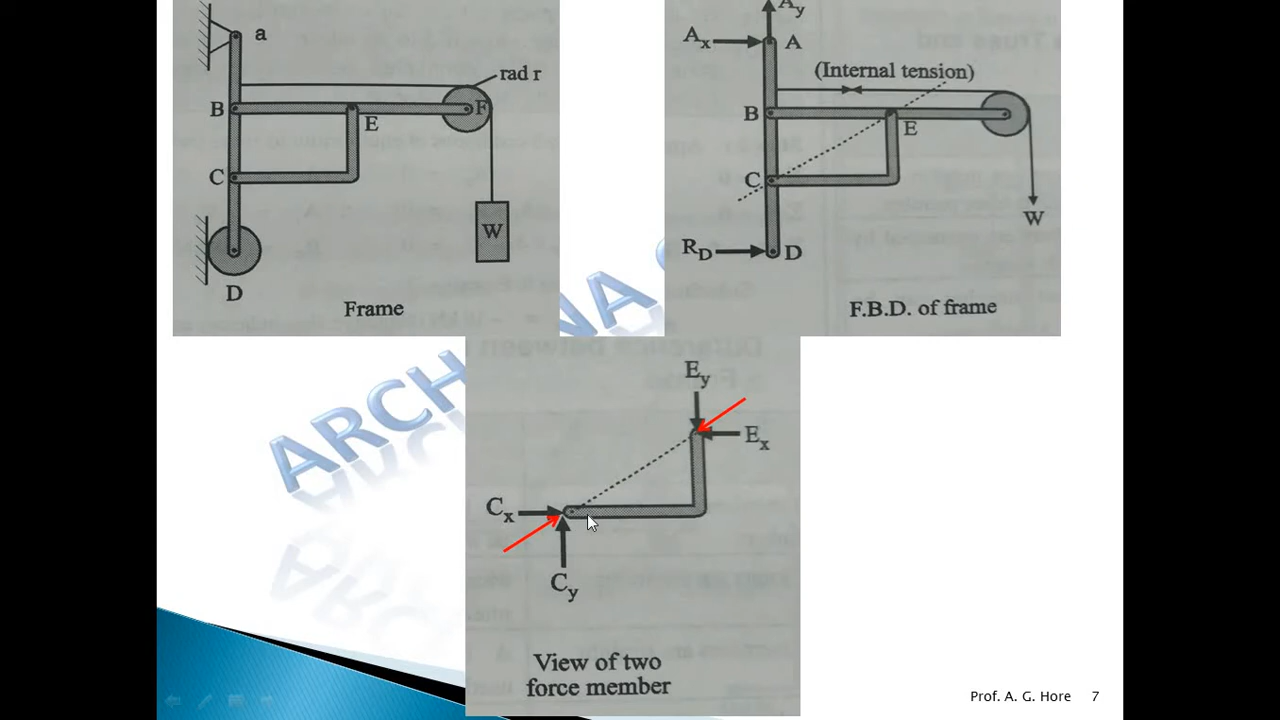 a
rad r
B
F
E
C
W
D
Frame
Ay
Ax
A
(Internal tension)
B
E
C
W
RD
D
F.B.D. of frame
ARCH
NA
Ey
Ex
Cx
Cy
View of two
force member
Prof. A. G. Hore 7